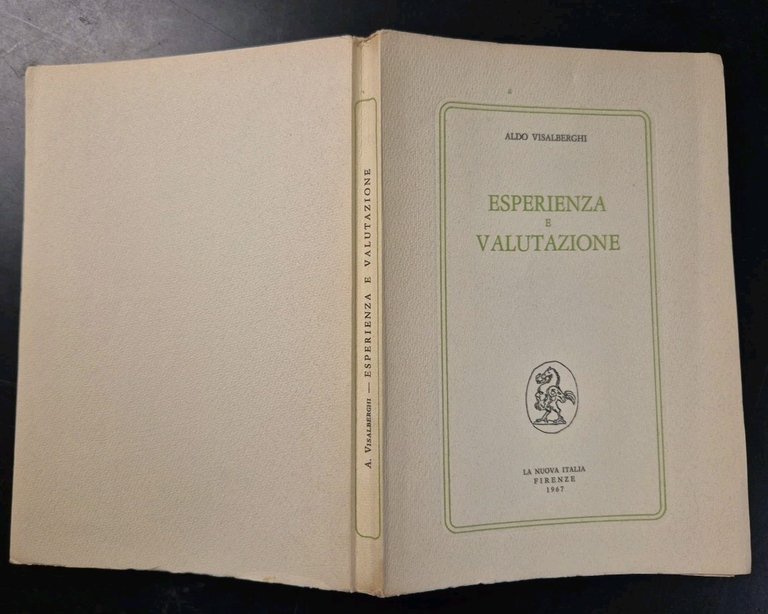 A. VISALBERGHI — ESPERIENZA E VALUTAZIONE
ALDO VISALBERGHI
ESPERIENZA
E
VALUTAZIONE
LA NUOVA ITALIA
FIRENZE
1967